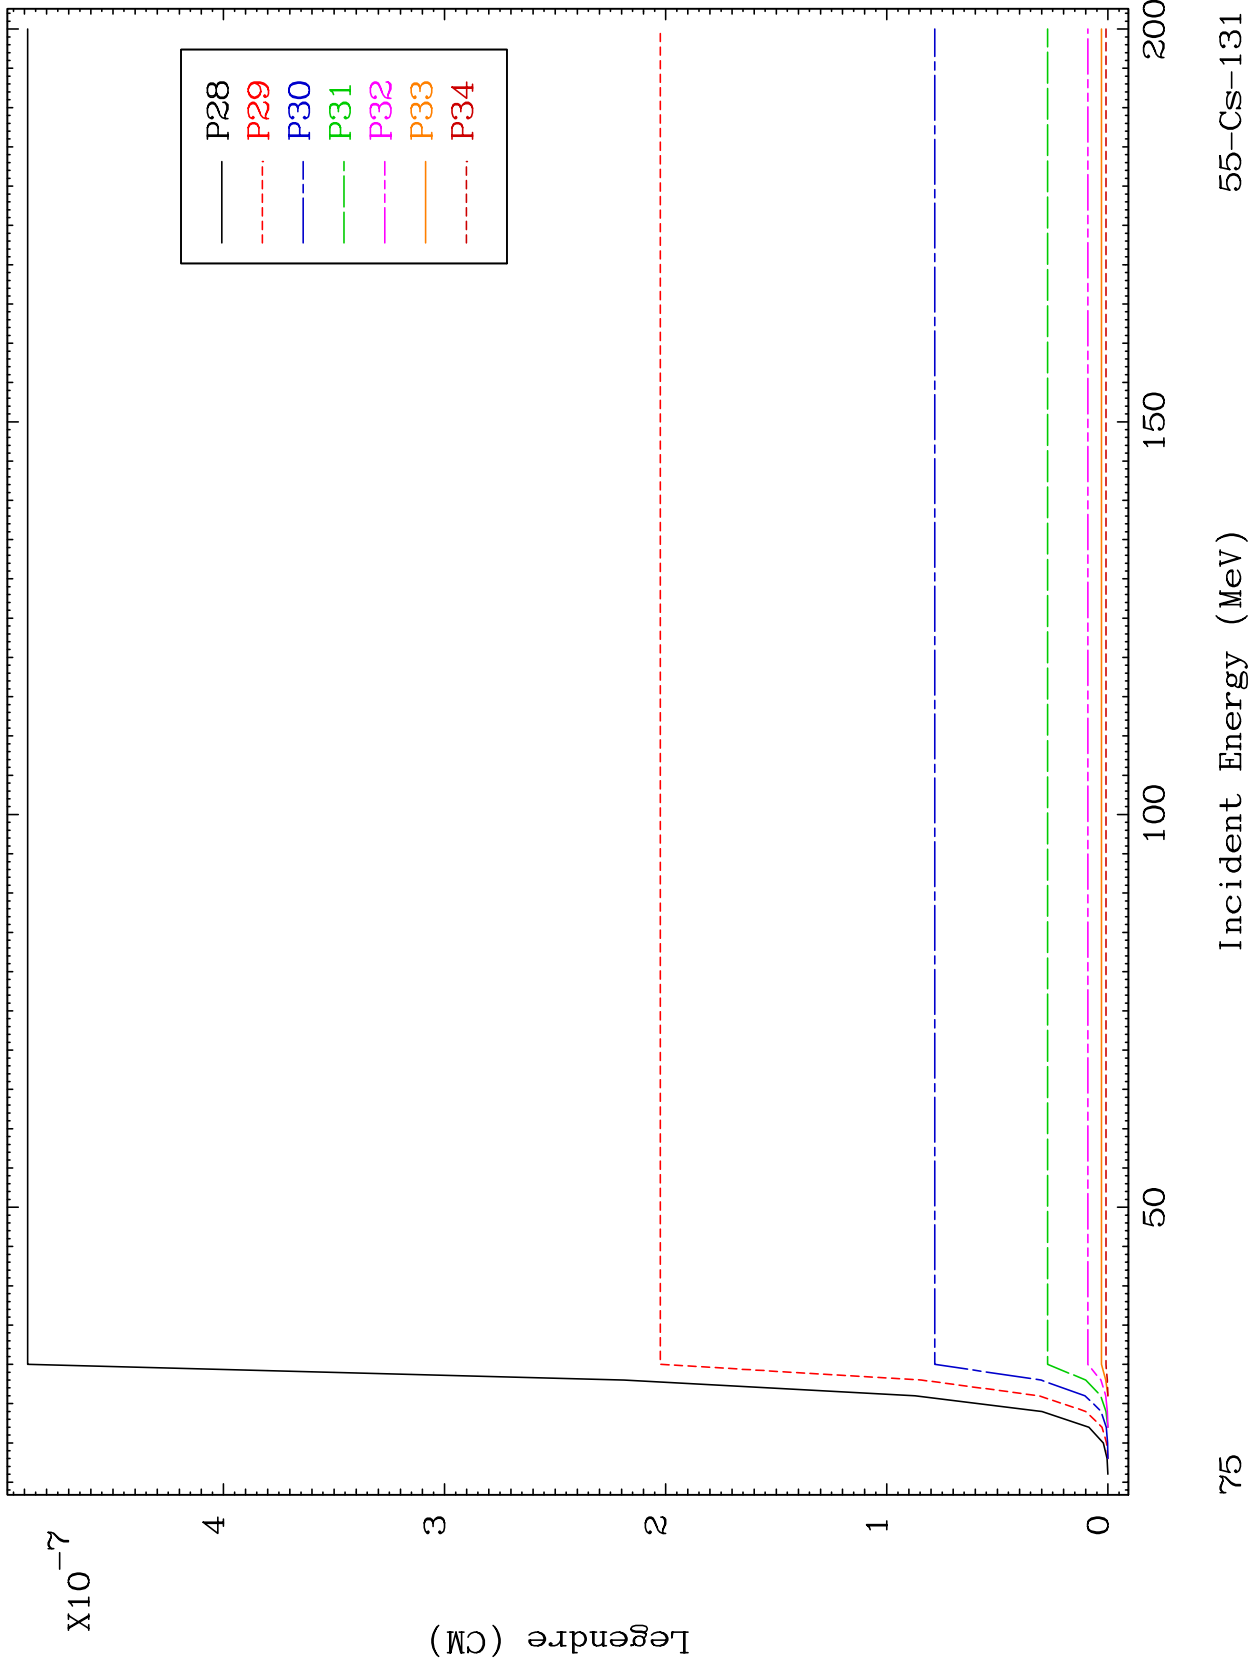 X10-7
Legendre (CM)
4
3
2
1
0
P28
P29
P30
P31
P32
P33
P34
50
100
150
200
Incident Energy (MeV)
75
55-Cs-131